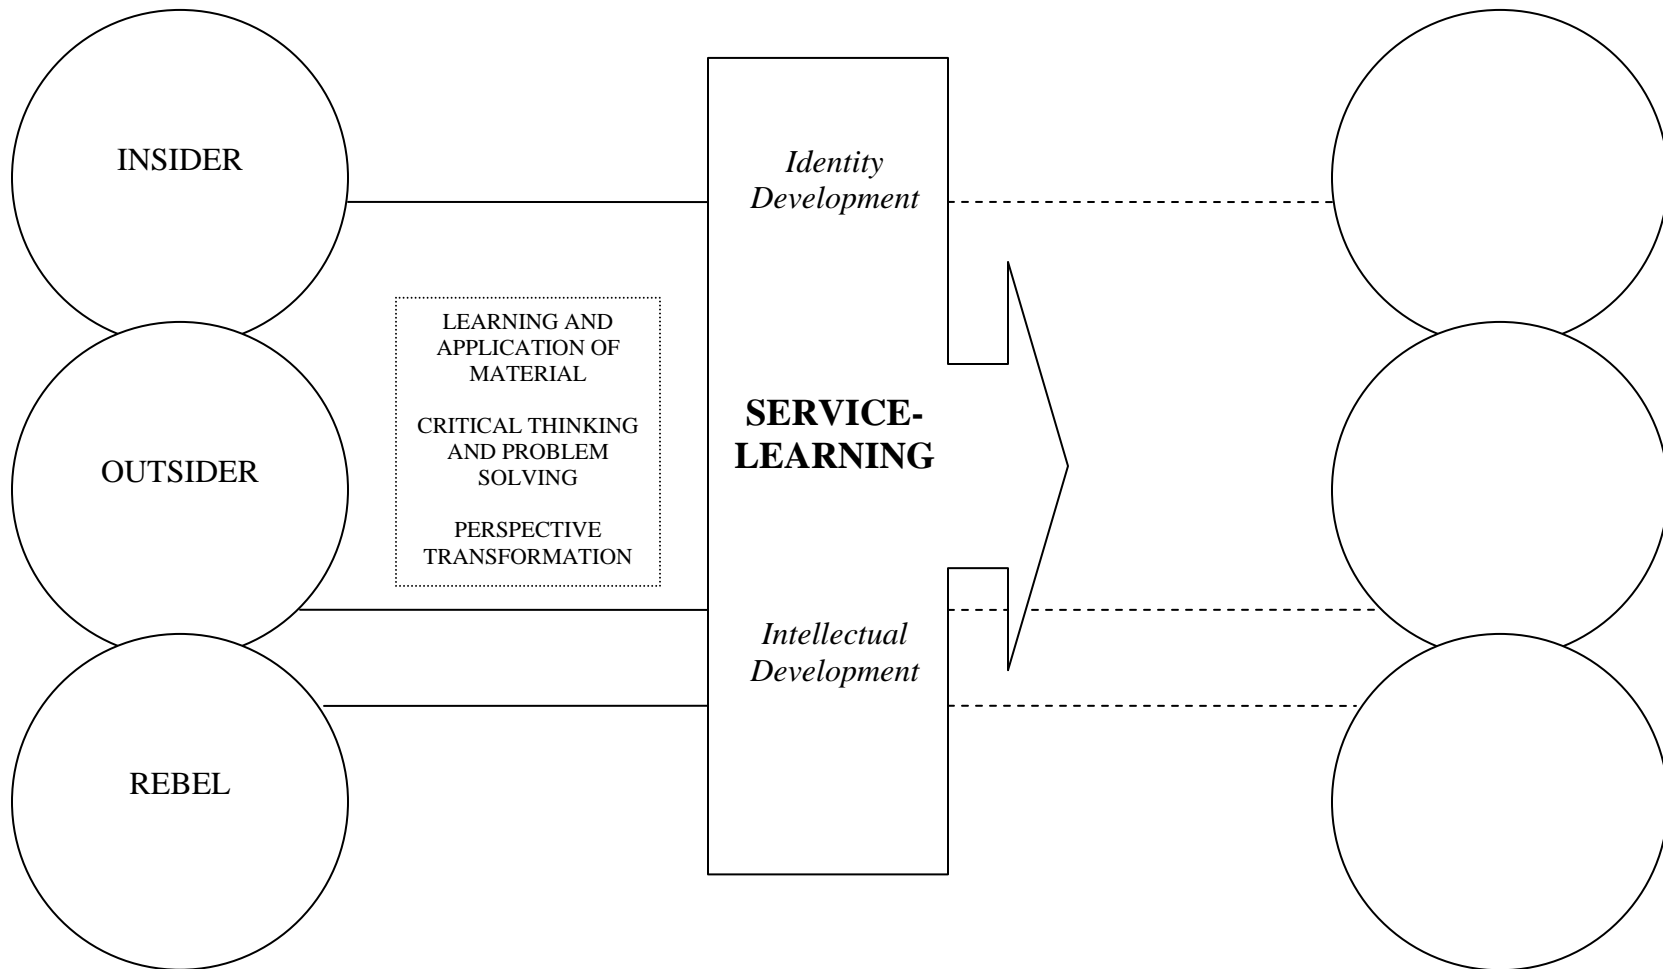 INSIDER
OUTSIDER
REBEL
LEARNING AND
APPLICATION OF
MATERIAL
CRITICAL THINKING
AND PROBLEM
SOLVING
PERSPECTIVE
TRANSFORMATION
Identity
Development
SERVICE-
LEARNING
Intellectual
Development